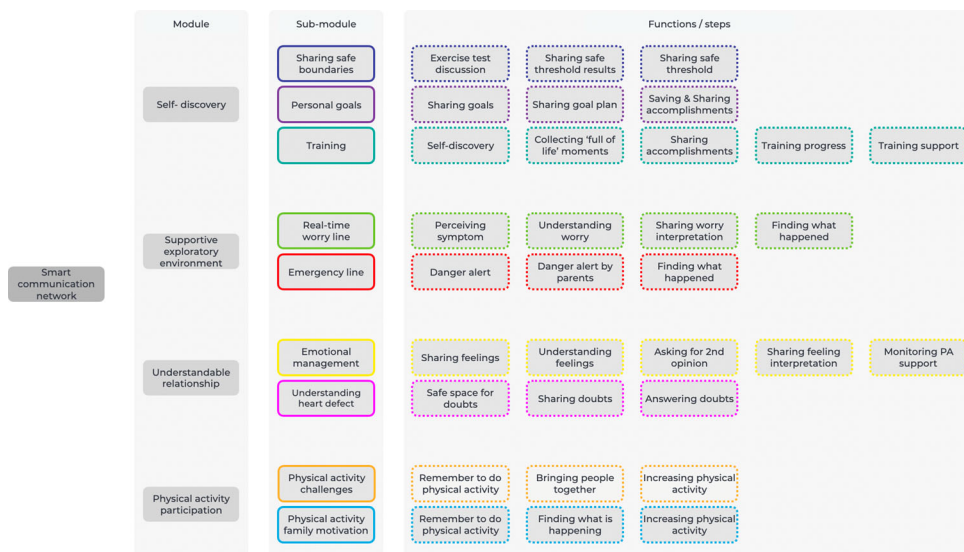 Module
Sub-module
Functions / steps
Sharing safe
boundaries
Exercise test
discussion
Sharing safe
threshold results
Sharing safe
threshold
Self- discovery
Personal goals
Sharing goals
Sharing goal plan
Saving & Sharing
accomplishments
Training
Self-discovery
Collecting ‘full of
life’ moments
Sharing
accomplishments
Training progress
Training support
Supportive
exploratory
environment
Real-time
worry line
Perceiving
symptom
Understanding
worry
Sharing worry
interpretation
Finding what
happened
Smart
communication
network
Emergency line
Danger alert
Danger alert by
parents
Finding what
happened
Understandable
relationship
Emotional
management
Sharing feelings
Understanding
feelings
Asking for 2nd
opinion
Sharing feeling
interpretation
Monitoring PA
support
Understanding
heart defect
Safe space for
doubts
Sharing doubts
Answering doubts
Physical activity
participation
Physical activity
challenges
Remember to do
physical activity
Bringing people
together
Increasing physical
activity
Physical activity
family motivation
Remember to do
physical activity
Finding what is
happening
Increasing physical
activity